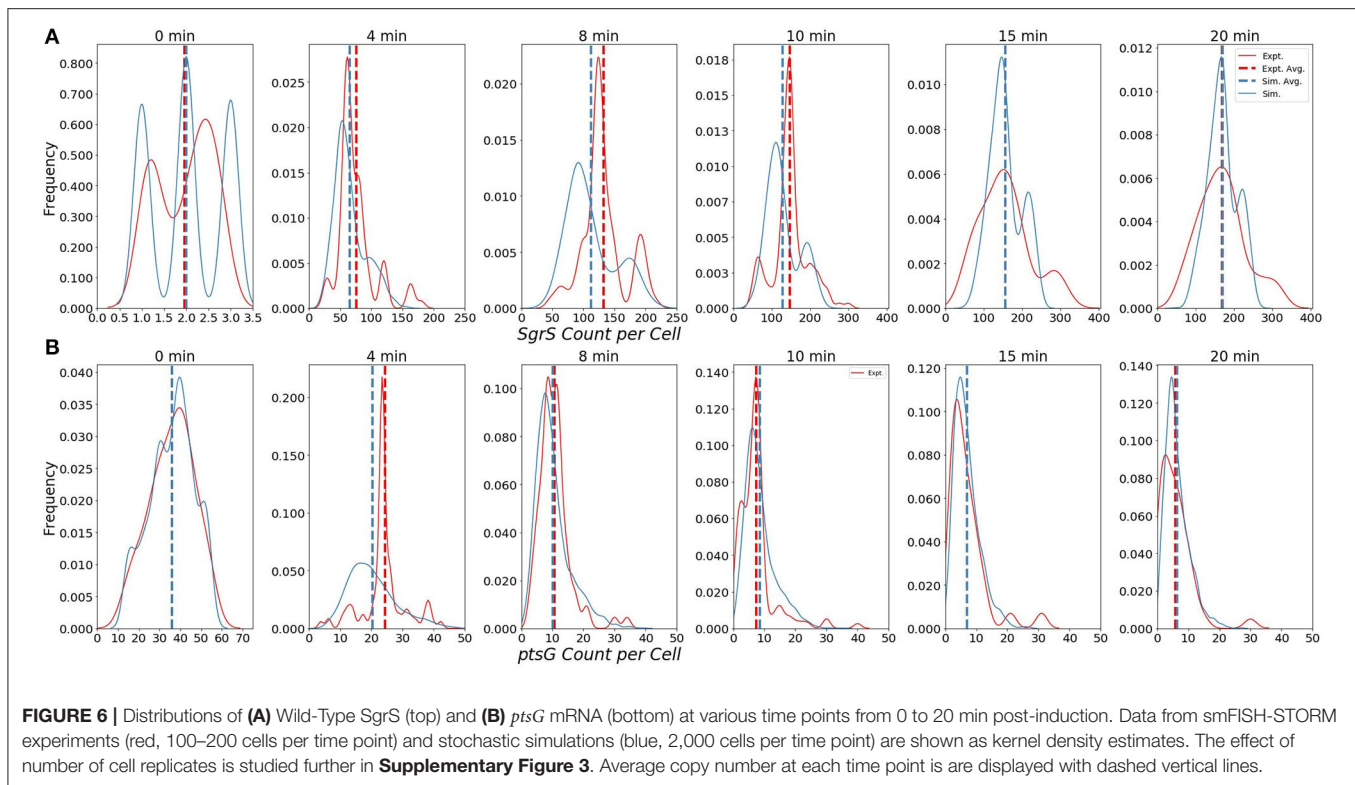 A
0 min
4 min
8 min
10 min
15 min
20 min
Frequency
0.800
0.700
0.600
0.500
0.400
0.300
0.200
0.100
0.000
0.0 0.5 1.0 1.5 2.0 2.5 3.0 3.5
0.025
0.020
0.015
0.010
0.005
0.000
0 50 100 150 200 250
0.020
0.015
0.010
0.005
0.000
0 50 100 150 200 250
0.018
0.015
0.013
0.010
0.007
0.005
0.003
0.000
0 100 200 300 400
0.010
0.008
0.006
0.004
0.002
0.000
0 100 200 300 400
0.012
0.010
0.008
0.006
0.004
0.002
0.000
0 100 200 300 400
Expt.
Expt. Avg.
Sim. Avg.
Sim.
SgrS Count per Cell
B
0 min
4 min
8 min
10 min
15 min
20 min
Frequency
0.040
0.035
0.030
0.025
0.020
0.015
0.010
0.005
0.000
0 10 20 30 40 50 60 70
0.200
0.150
0.100
0.050
0.000
0 10 20 30 40 50
0.100
0.080
0.060
0.040
0.020
0.000
0 10 20 30 40 50
0.140
0.120
0.100
0.080
0.060
0.040
0.020
0.000
0 10 20 30 40 50
Expt.
0.120
0.100
0.080
0.060
0.040
0.020
0.000
0 10 20 30 40 50
0.140
0.120
0.100
0.080
0.060
0.040
0.020
0.000
0 10 20 30 40 50
ptsG Count per Cell
FIGURE 6 | Distributions of (A) Wild-Type SgrS (top) and (B) ptsG mRNA (bottom) at various time points from 0 to 20 min post-induction. Data from smFISH-STORM
experiments (red, 100–200 cells per time point) and stochastic simulations (blue, 2,000 cells per time point) are shown as kernel density estimates. The effect of
number of cell replicates is studied further in Supplementary Figure 3. Average copy number at each time point is are displayed with dashed vertical lines.